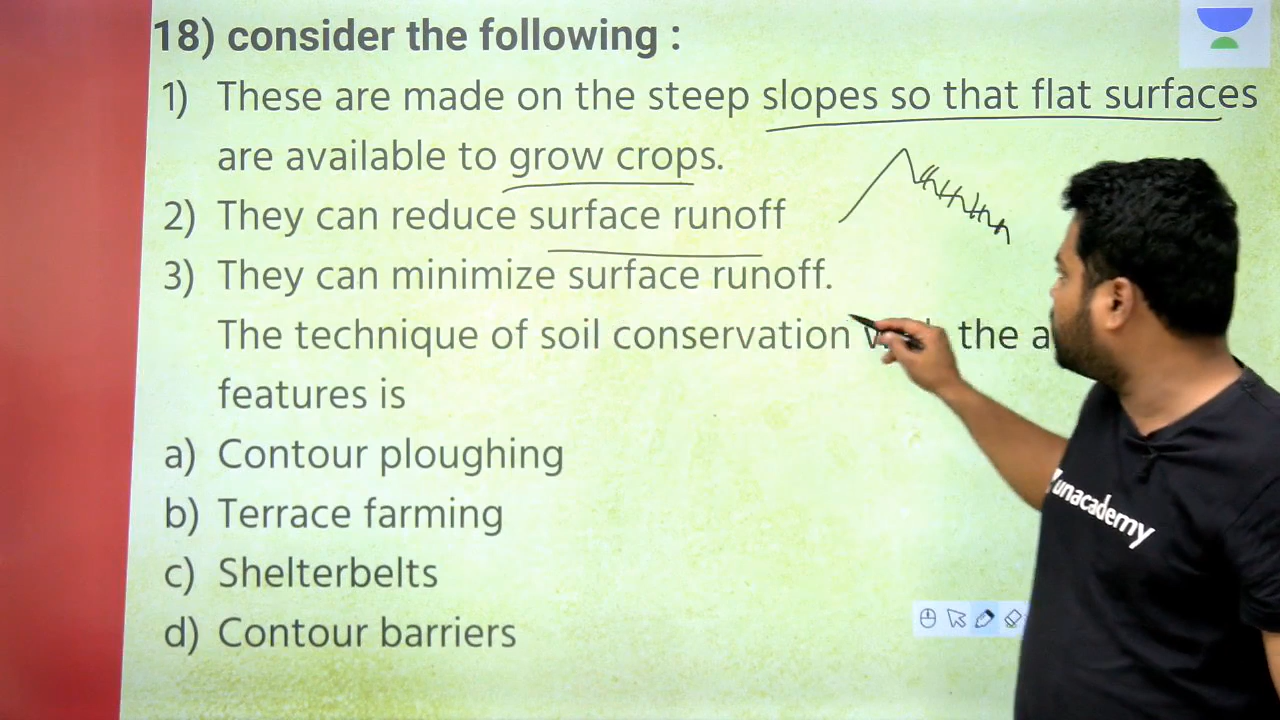 18) consider the following :
1) These are made on the steep slopes so that flat surfaces
are available to grow crops.
2) They can reduce surface runoff
3) They can minimize surface runoff.
The technique of soil conservation the
features is
a) Contour ploughing
b) Terrace farming
c) Shelterbelts
d) Contour barriers
unacademy